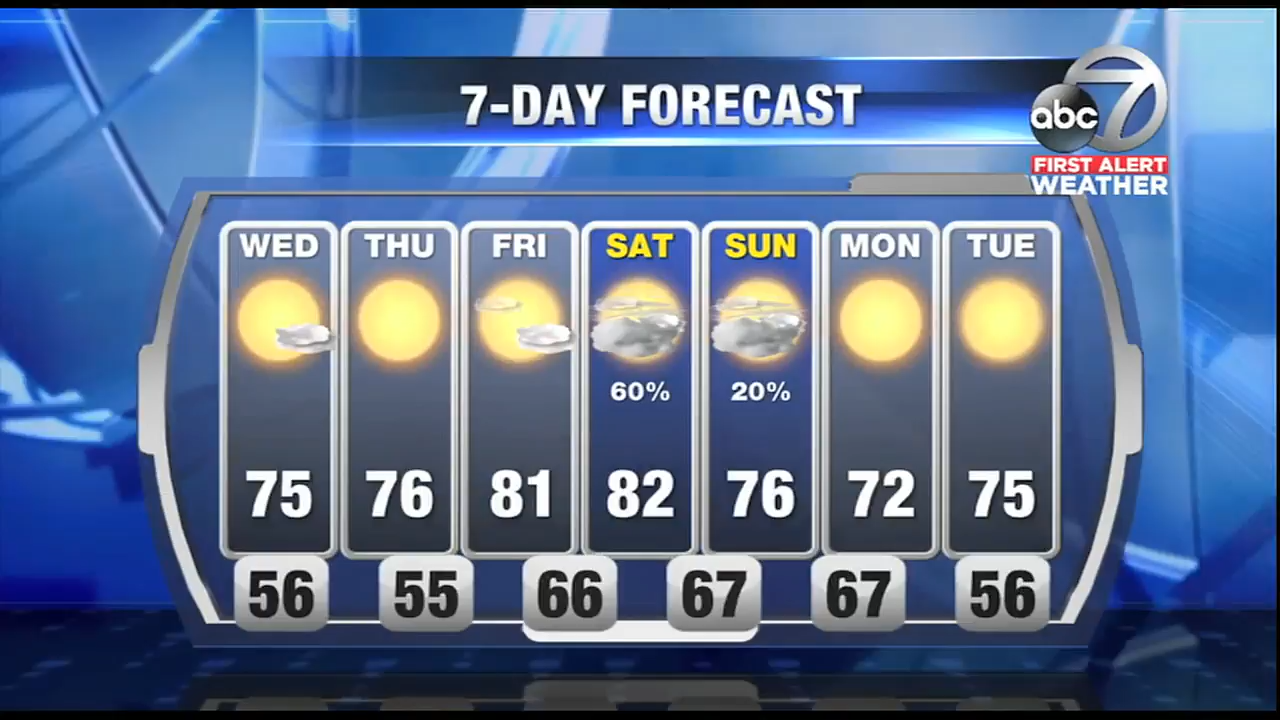 7-DAY FORECAST
abc 7
FIRST ALERT
WEATHER
WED THU FRI SAT SUN MON TUE
60% 20%
75 76 81 82 76 72 75
56 55 66 67 67 56